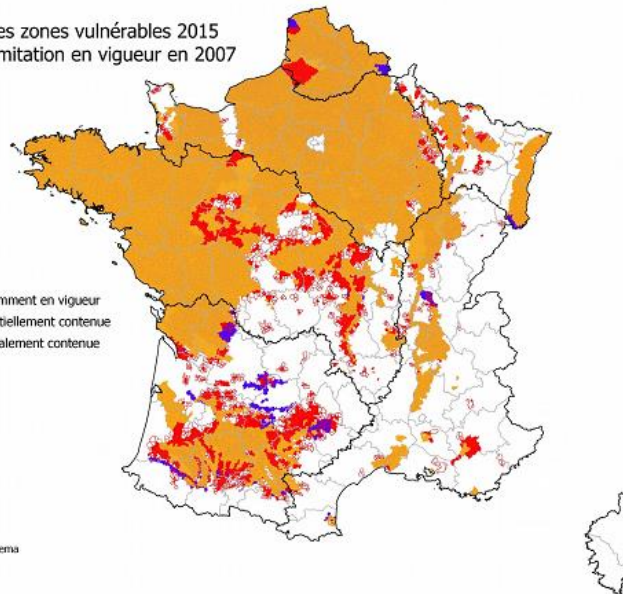 es zones vulnérables 2015
mitation en vigueur en 2007
mment en vigueur
tiellement contenue
alement contenue
ema